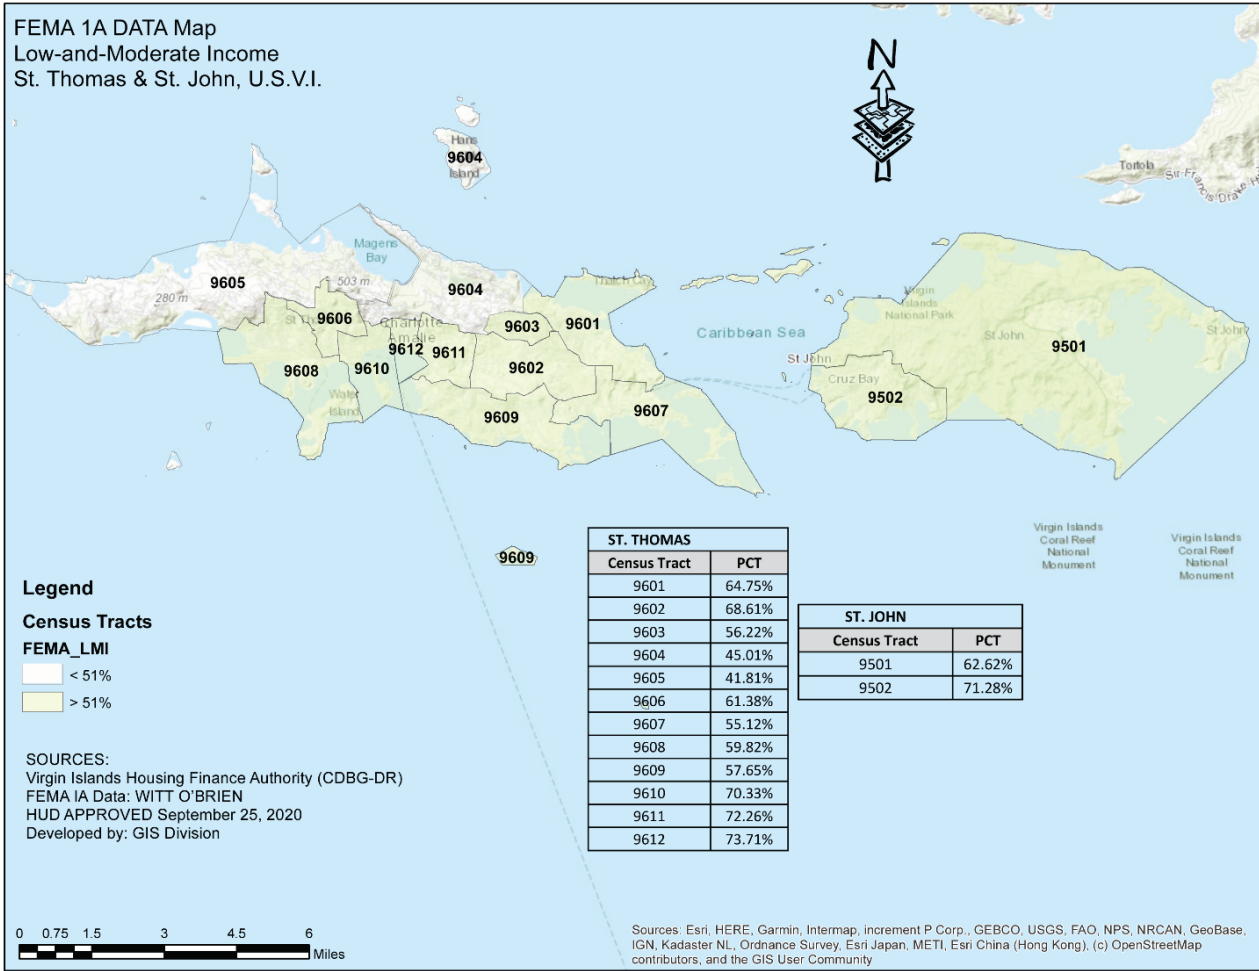 FEMA 1A DATA Map
Low-and-Moderate Income
St. Thomas & St. John, U.S.V.I.
N
Hans
9604
Island
Tortola
Sir Francis Drake
Magens
Bay
9605
503 m
280 m
9604
Thatch Cay
9606
Charlotte
Amalie
9603
9601
9612
9611
9602
9608
9610
Water
Island
9609
9607
Caribbean Sea
Virgin
Islands
National Park
St John
9501
St John
St John
Cruz Bay
9502
9609
Virgin Islands
Coral Reef
National
Monument
Virgin Islands
Coral Reef
National
Monument
Legend
Census Tracts
FEMA_LMI
< 51%
> 51%
SOURCES:
Virgin Islands Housing Finance Authority (CDBG-DR)
FEMA IA Data: WITT O'BRIEN
HUD APPROVED September 25, 2020
Developed by: GIS Division
ST. THOMAS
Census Tract PCT
9601 64.75%
9602 68.61%
9603 56.22%
9604 45.01%
9605 41.81%
9606 61.38%
9607 55.12%
9608 59.82%
9609 57.65%
9610 70.33%
9611 72.26%
9612 73.71%
ST. JOHN
Census Tract PCT
9501 62.62%
9502 71.28%
0 0.75 1.5 3 4.5 6
Miles
Sources: Esri, HERE, Garmin, Intermap, increment P Corp., GEBCO, USGS, FAO, NPS, NRCAN, GeoBase,
IGN, Kadaster NL, Ordnance Survey, Esri Japan, METI, Esri China (Hong Kong), (c) OpenStreetMap
contributors, and the GIS User Community